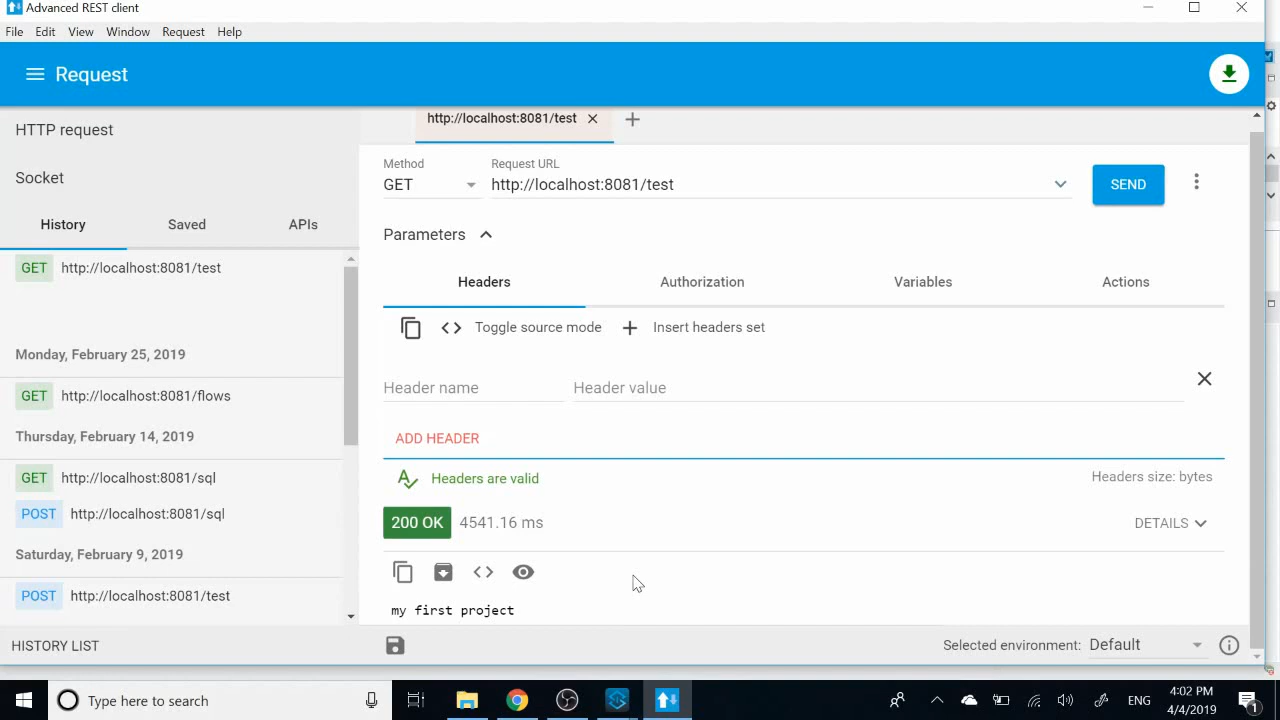 Advanced REST client
File Edit View Window Request Help
Request
HTTP request
Socket
History Saved APIs
GET http://localhost:8081/test
Monday, February 25, 2019
GET http://localhost:8081/flows
Thursday, February 14, 2019
GET http://localhost:8081/sql
POST http://localhost:8081/sql
Saturday, February 9, 2019
POST http://localhost:8081/test
HISTORY LIST
http://localhost:8081/test
Method Request URL
GET http://localhost:8081/test SEND
Parameters
Headers Authorization Variables Actions
Toggle source mode Insert headers set
Header name Header value
ADD HEADER
Headers are valid Headers size: bytes
200 OK 4541.16 ms DETAILS
my first project
Selected environment: Default
Type here to search
ENG
4:02 PM
4/4/2019
1